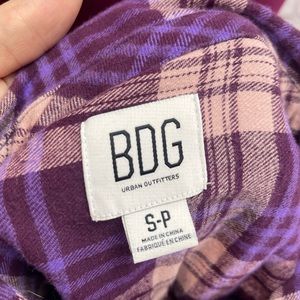 BDG
URBAN OUTFITTERS
S-P
MADE IN CHINA
FABRIQUÉ EN CHINE